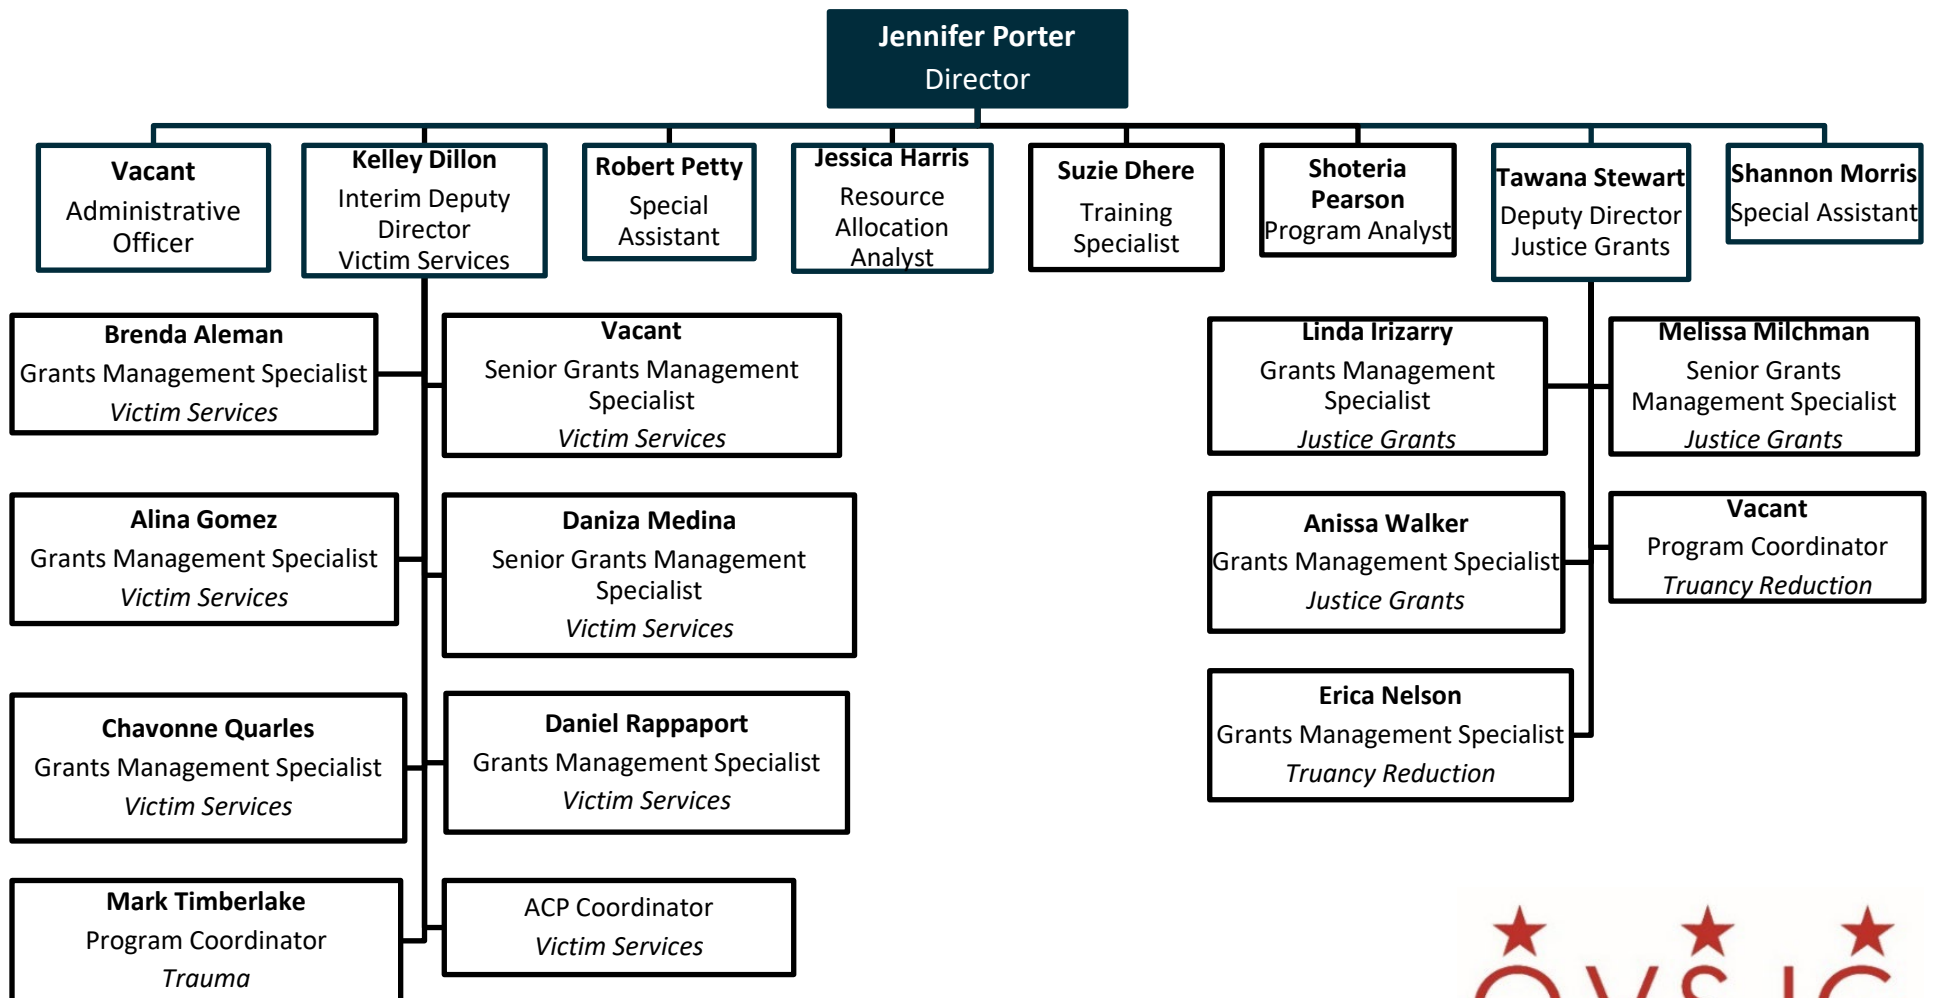 Jennifer Porter
Director
Vacant
Administrative
Officer
Kelley Dillon
Interim Deputy
Director
Victim Services
Robert Petty
Special
Assistant
Jessica Harris
Resource
Allocation
Analyst
Suzie Dhere
Training
Specialist
Shoteria
Pearson
Program Analyst
Tawana Stewart
Deputy Director
Justice Grants
Shannon Morris
Special Assistant
Brenda Aleman
Grants Management Specialist
Victim Services
Vacant
Senior Grants Management
Specialist
Victim Services
Linda Irizarry
Grants Management
Specialist
Justice Grants
Melissa Milchman
Senior Grants
Management Specialist
Justice Grants
Alina Gomez
Grants Management Specialist
Victim Services
Daniza Medina
Senior Grants Management
Specialist
Victim Services
Anissa Walker
Grants Management Specialist
Justice Grants
Vacant
Program Coordinator
Truancy Reduction
Chavonne Quarles
Grants Management Specialist
Victim Services
Daniel Rappaport
Grants Management Specialist
Victim Services
Erica Nelson
Grants Management Specialist
Truancy Reduction
Mark Timberlake
Program Coordinator
Trauma
ACP Coordinator
Victim Services
OVSJG